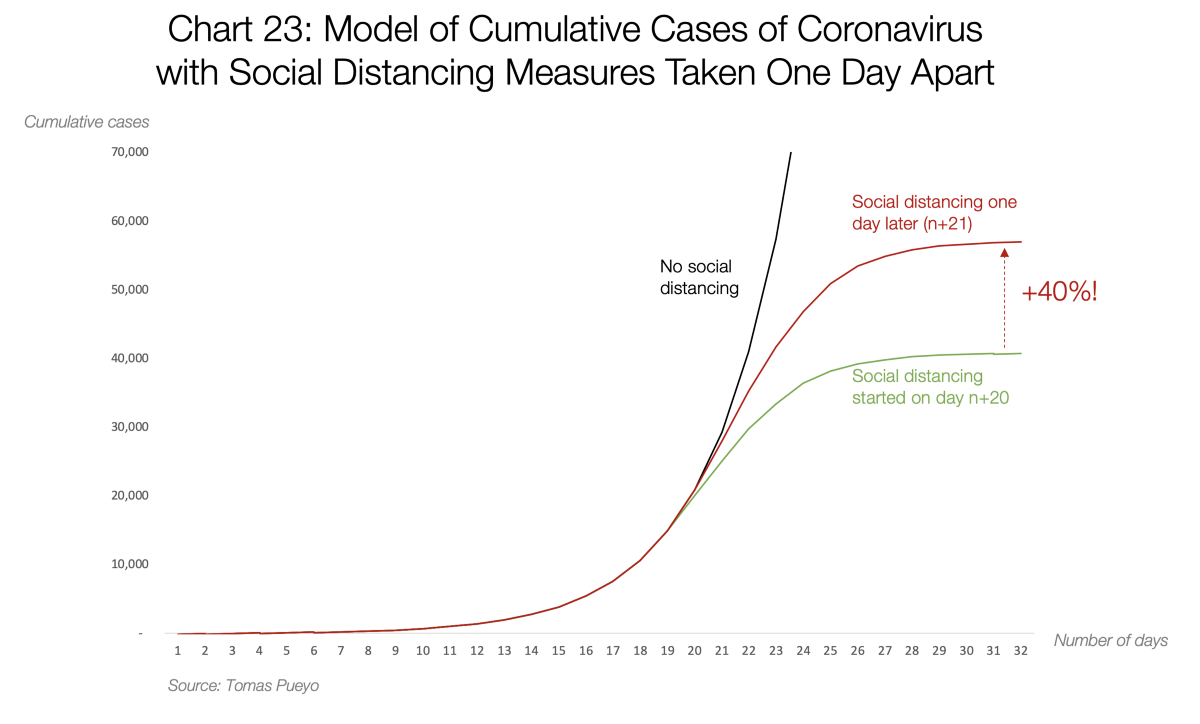 Chart 23: Model of Cumulative Cases of Coronavirus
with Social Distancing Measures Taken One Day Apart
Cumulative cases
70,000
60,000
50,000
40,000
30,000
20,000
10,000
-
No social
distancing
Social distancing one
day later (n+21)
+40%!
Social distancing
started on day n+20
1 2 3 4 5 6 7 8 9 10 11 12 13 14 15 16 17 18 19 20 21 22 23 24 25 26 27 28 29 30 31 32
Number of days
Source: Tomas Pueyo